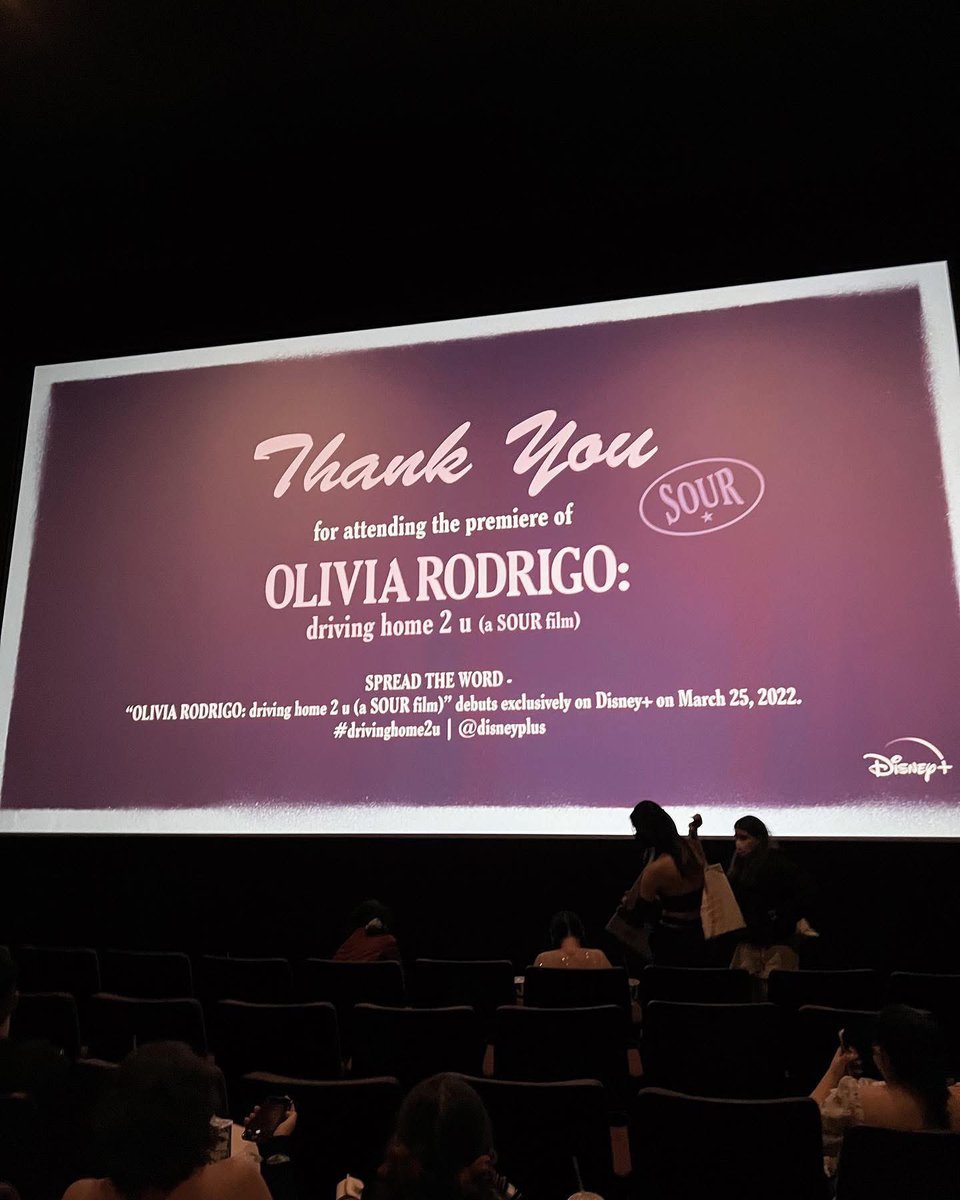 Thank You
SOUR
for attending the premiere of
OLIVIA RODRIGO:
driving home 2 u (a SOUR film)
SPREAD THE WORD -
“OLIVIA RODRIGO: driving home 2 u (a SOUR film)” debuts exclusively on Disney+ on March 25, 2022.
#drivinghome2u | @disneyplus
Disney+